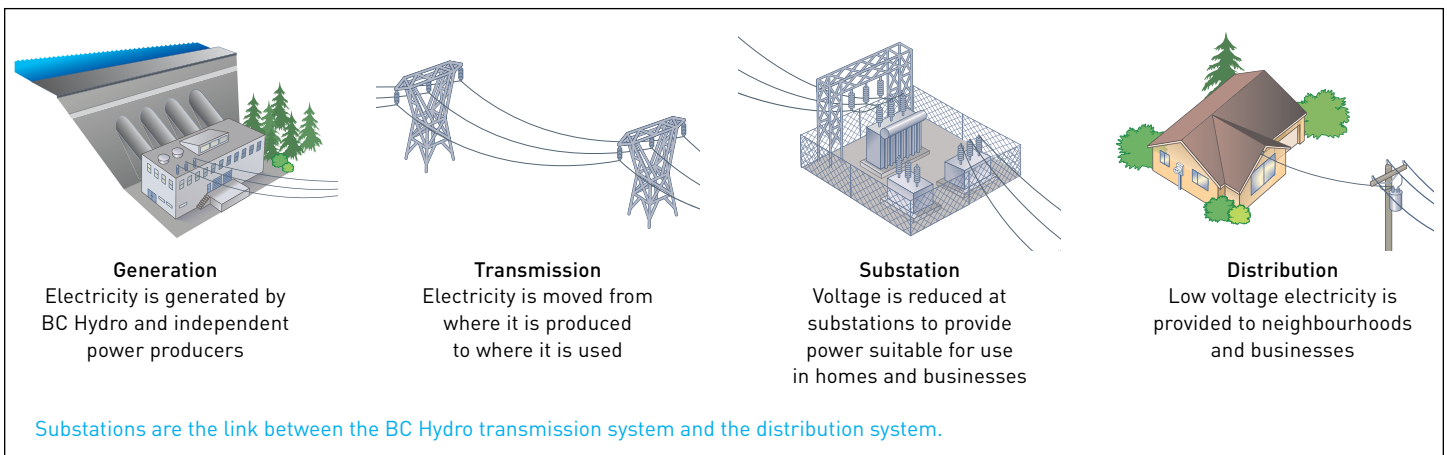 Generation
Electricity is generated by
BC Hydro and independent
power producers
Transmission
Electricity is moved from
where it is produced
to where it is used
Substation
Voltage is reduced at
substations to provide
power suitable for use
in homes and businesses
Distribution
Low voltage electricity is
provided to neighbourhoods
and businesses
Substations are the link between the BC Hydro transmission system and the distribution system.